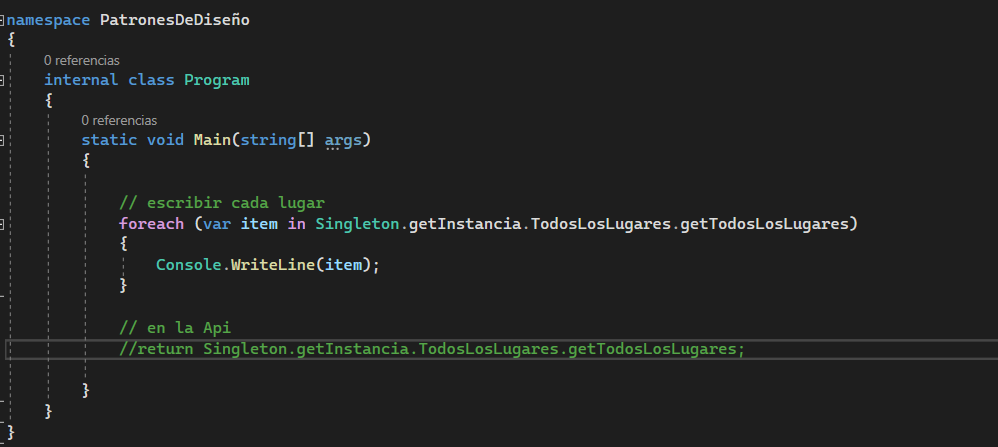 namespace PatronesDeDiseño
{
0 referencias
internal class Program
{
0 referencias
static void Main(string[] args)
{
// escribir cada lugar
foreach (var item in Singleton.getInstancia.TodosLosLugares.getTodosLosLugares)
{
Console.WriteLine(item);
}
// en la Api
//return Singleton.getInstancia.TodosLosLugares.getTodosLosLugares;
}
}
}